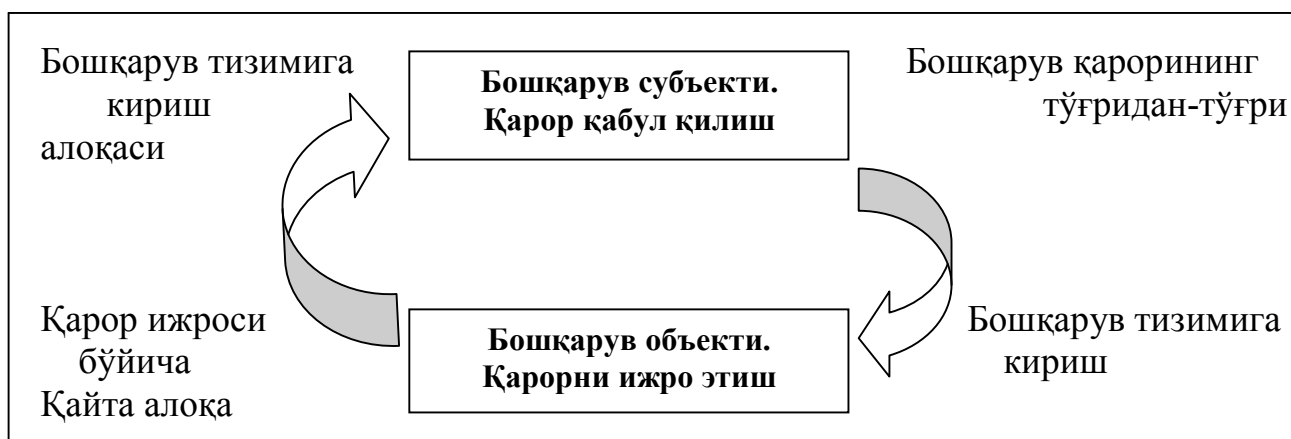 Бошқарув тизимига
кириш
алоқаси
Бошқарув субъекти.
Қарор қабул қилиш
Бошқарув қарорининг
тўғридан-тўғри
Қарор ижроси
бўйича
Қайта алоқа
Бошқарув объекти.
Қарорни ижро этиш
Бошқарув тизимига
кириш